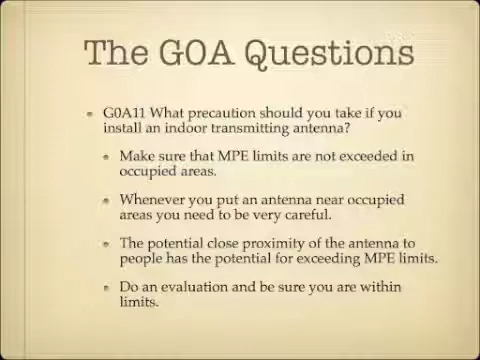 The G0A Questions
G0A11 What precaution should you take if you
install an indoor transmitting antenna?
Make sure that MPE limits are not exceeded in
occupied areas.
Whenever you put an antenna near occupied
areas you need to be very careful.
The potential close proximity of the antenna to
people has the potential for exceeding MPE limits.
Do an evaluation and be sure you are within
limits.